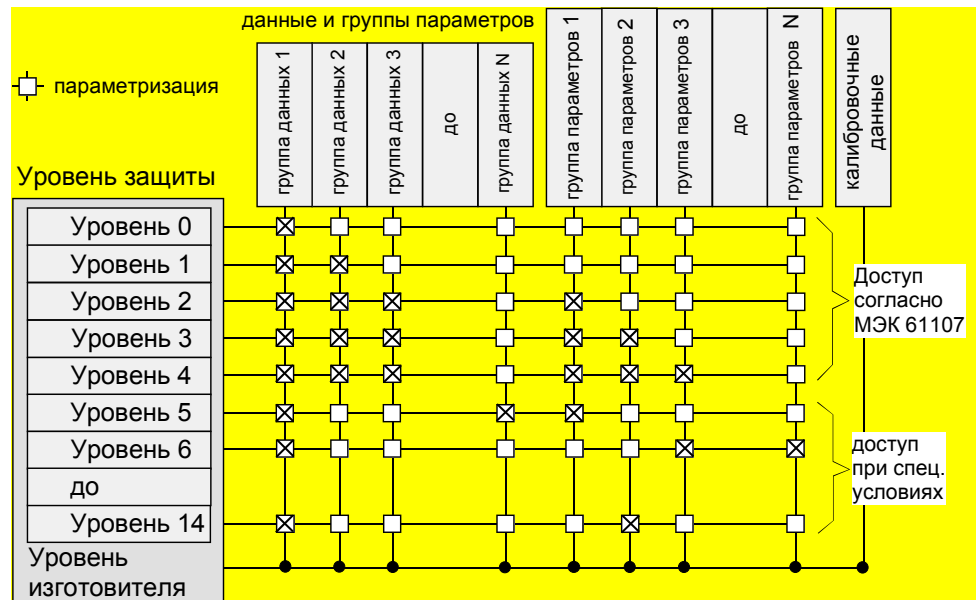 данные и группы параметров
параметризация
группа данных 1
группа данных 2
группа данных 3
до
группа данных N
группа параметров 1
группа параметров 2
группа параметров 3
до
группа параметров N
калибровочные
данные
Уровень защиты
Уровень 0
Уровень 1
Уровень 2
Уровень 3
Уровень 4
Уровень 5
Уровень 6
до
Уровень 14
Уровень
изготовителя
Доступ
согласно
МЭК 61107
доступ
при спец.
условиях